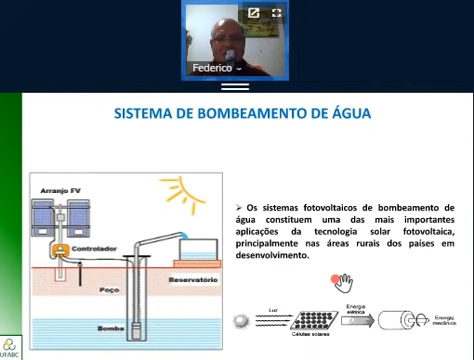 Federico
SISTEMA DE BOMBEAMENTO DE ÁGUA
Arranjo FV
Controlador
Reservatório
Poço
Bomba
➢ Os sistemas fotovoltaicos de bombeamento de
água constituem uma das mais importantes
aplicações da tecnologia solar fotovoltaica,
principalmente nas áreas rurais dos países em
desenvolvimento.
Luz
Células solares
Energia
elétrica
Energia
mecânica
UFABC